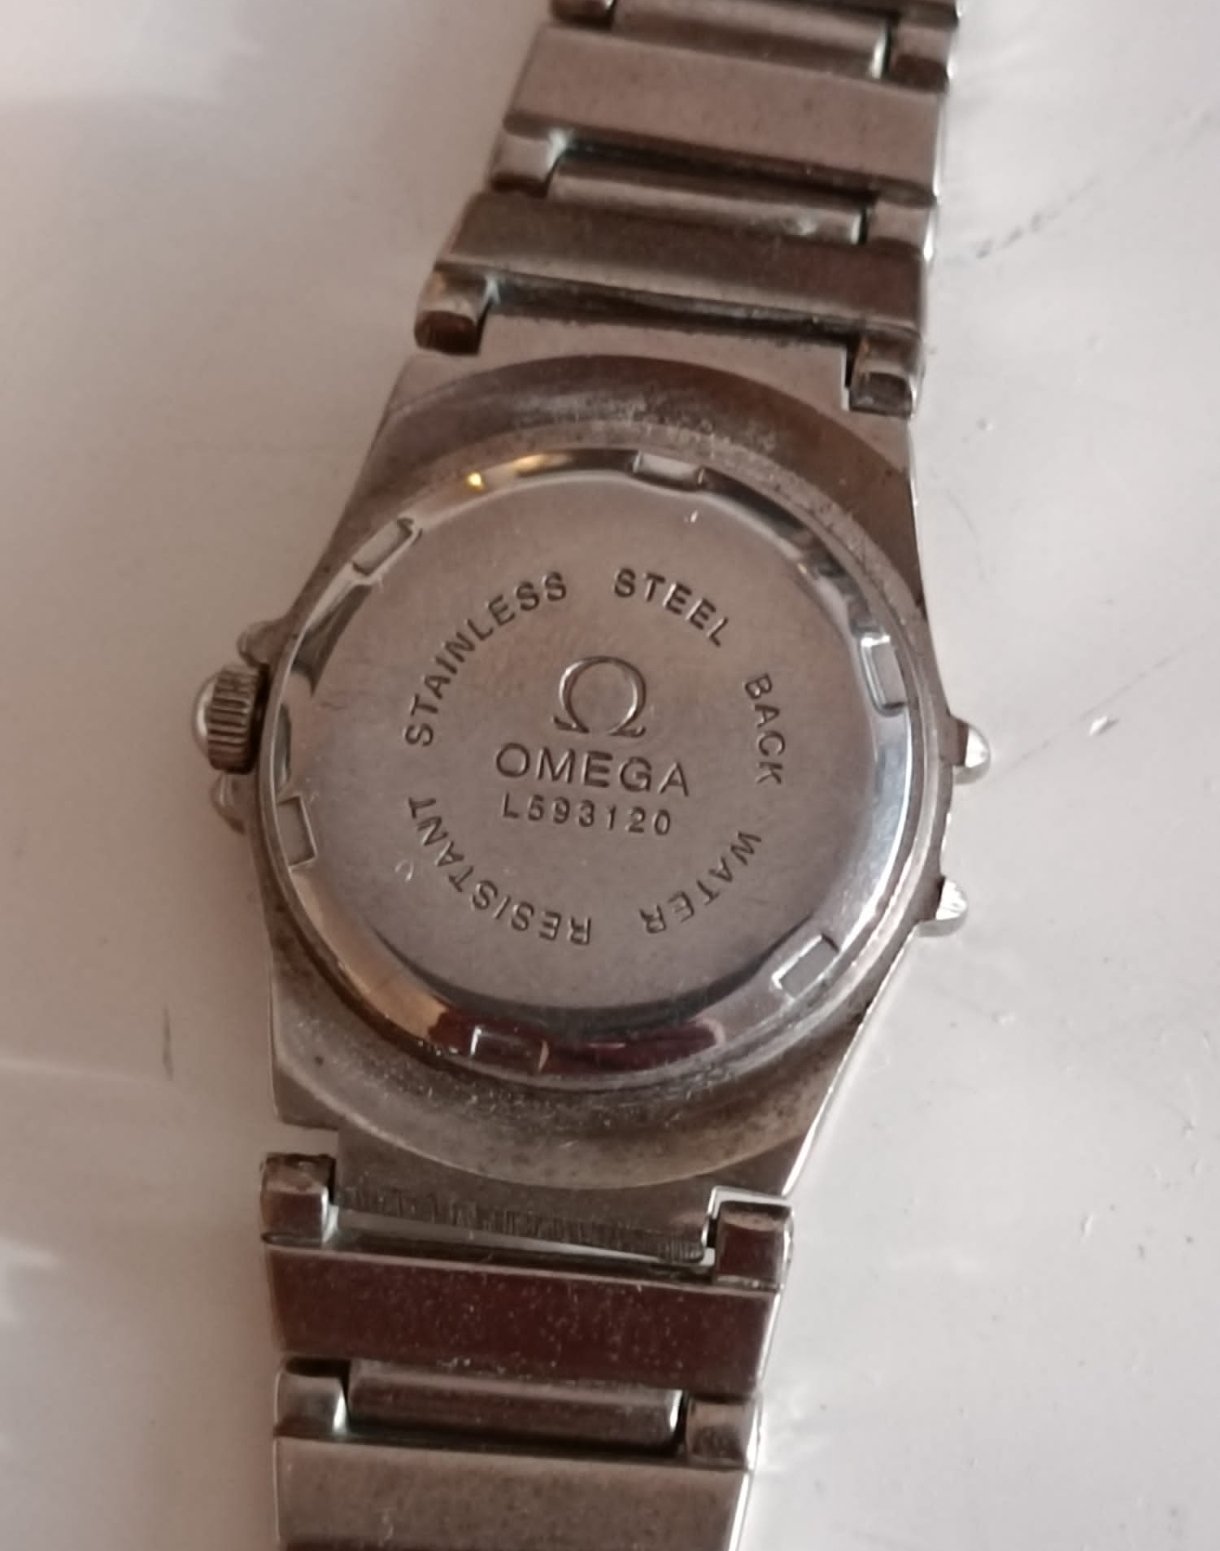 STAINLESS STEEL BACK WATER RESISTANT
Ω
OMEGA
L593120